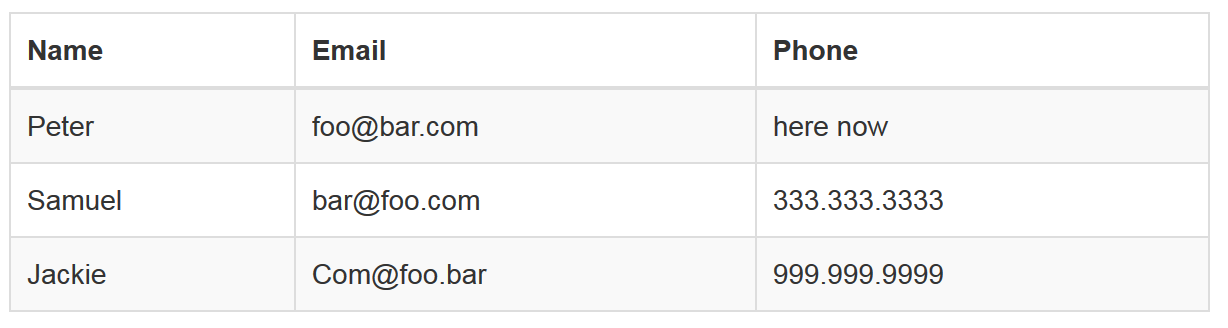 Name Email Phone
Peter foo@bar.com here now
Samuel bar@foo.com 333.333.3333
Jackie Com@foo.bar 999.999.9999